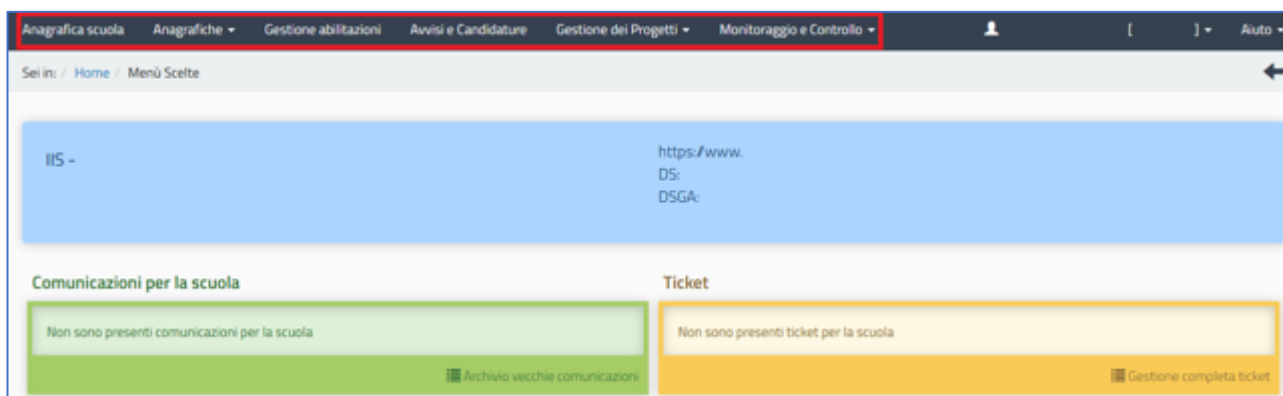 Anagrafica scuola Anagrafiche Gestione abilitazioni Avvisi e Candidature Gestione dei Progetti Monitoraggio e Controllo [ ] Aiuto
Sei in: / Home / Menù Scelte
IIS -
https://www.
DS:
DSGA:
Comunicazioni per la scuola
Non sono presenti comunicazioni per la scuola
Archivio vecchie comunicazioni
Ticket
Non sono presenti ticket per la scuola
Gestione completa ticket